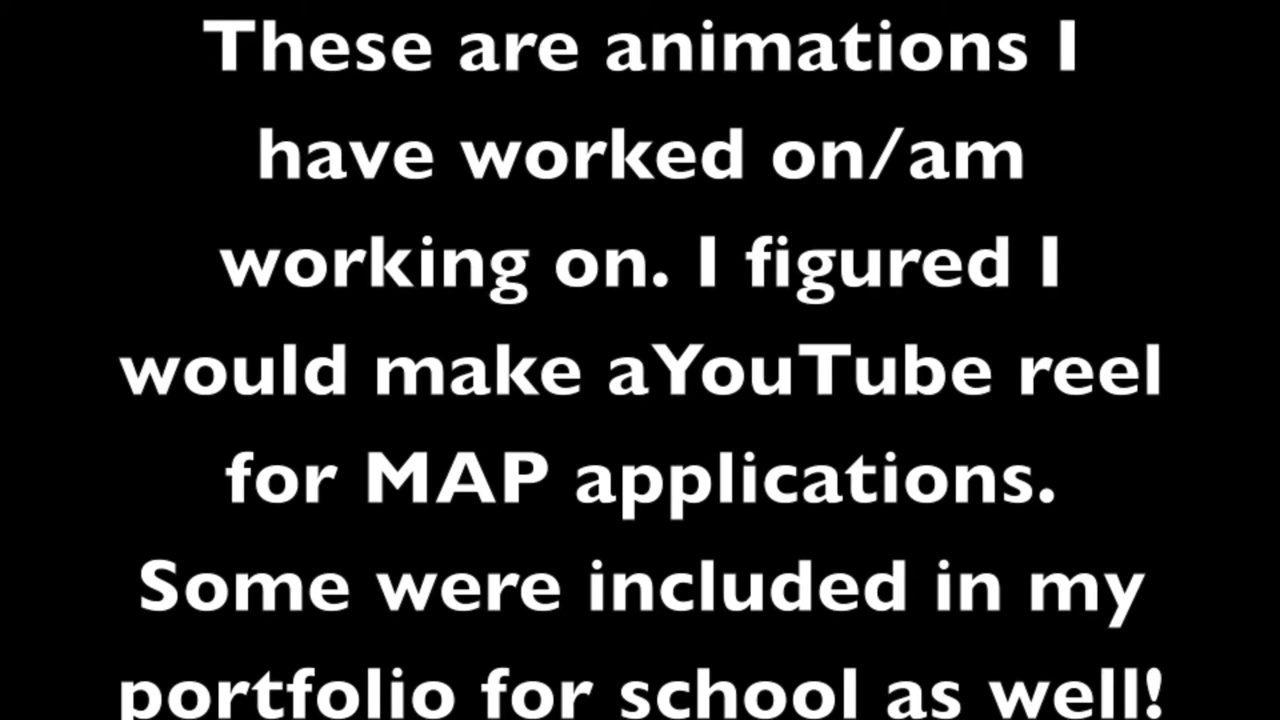 These are animations I
have worked on/am
working on. I figured I
would make aYouTube reel
for MAP applications.
Some were included in my
portfolio for school as well!